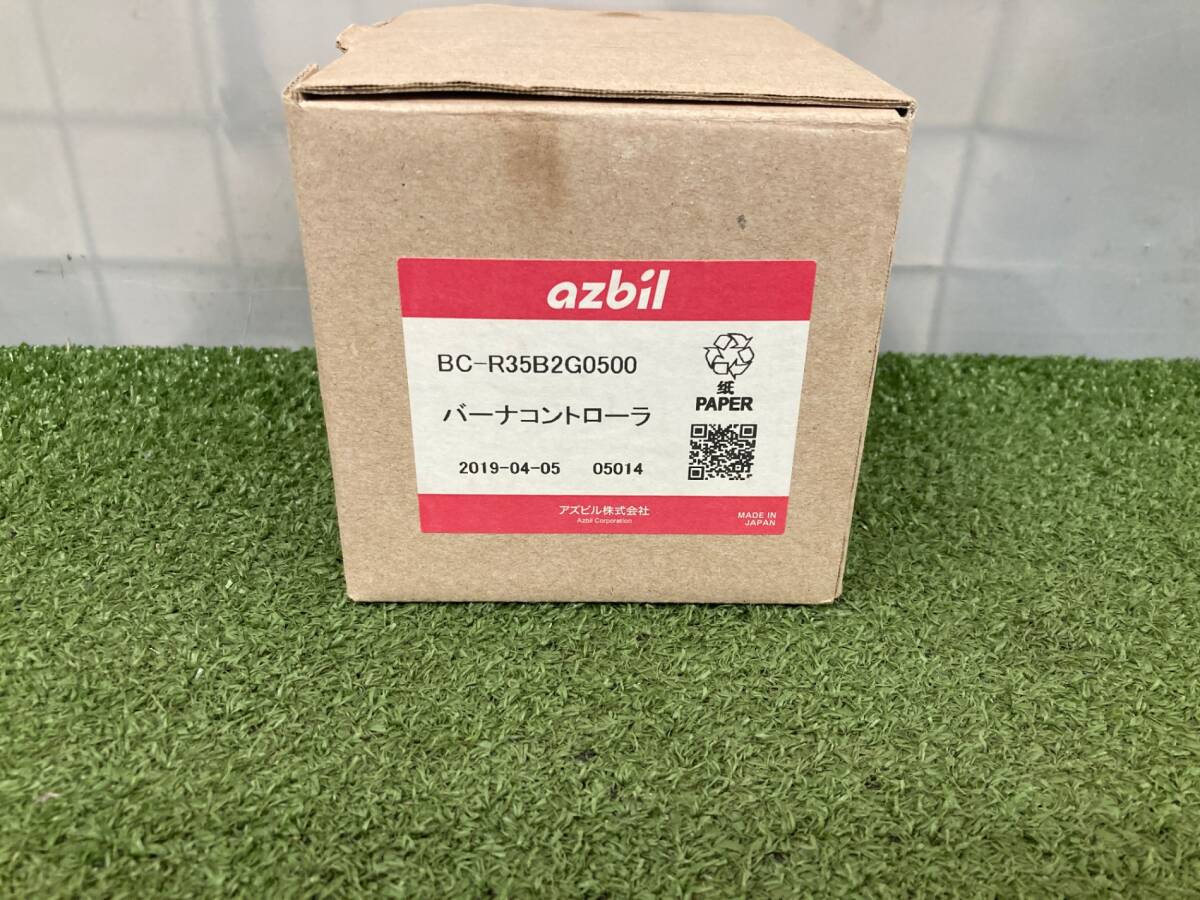 azbil
BC-R35B2G0500
バーナコントローラ
紙
PAPER
2019-04-05 05014
アズビル株式会社
Azbil Corporation
MADE IN
JAPAN